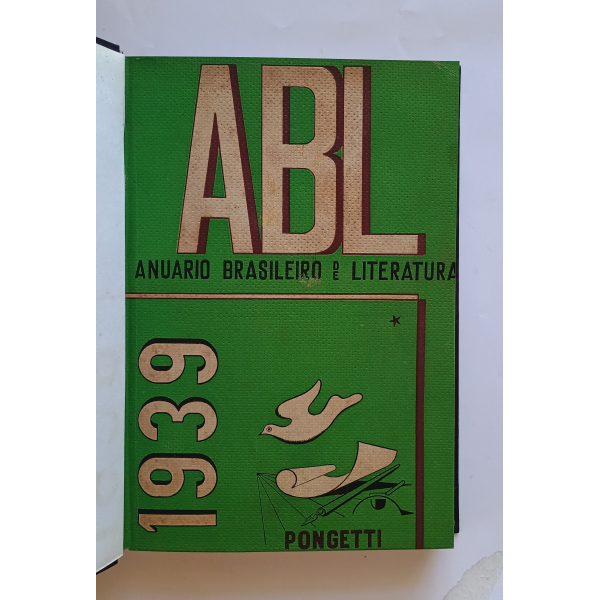 ABL
ANUARIO BRASILEIRO DE LITERATURA
1939
PONGETTI